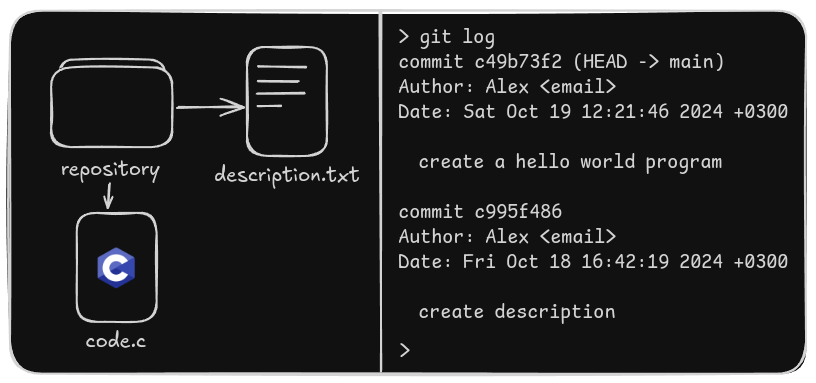 repository
description.txt
C
code.c
> git log
commit c49b73f2 (HEAD -> main)
Author: Alex <email>
Date: Sat Oct 19 12:21:46 2024 +0300
create a hello world program
commit c995f486
Author: Alex <email>
Date: Fri Oct 18 16:42:19 2024 +0300
create description
>